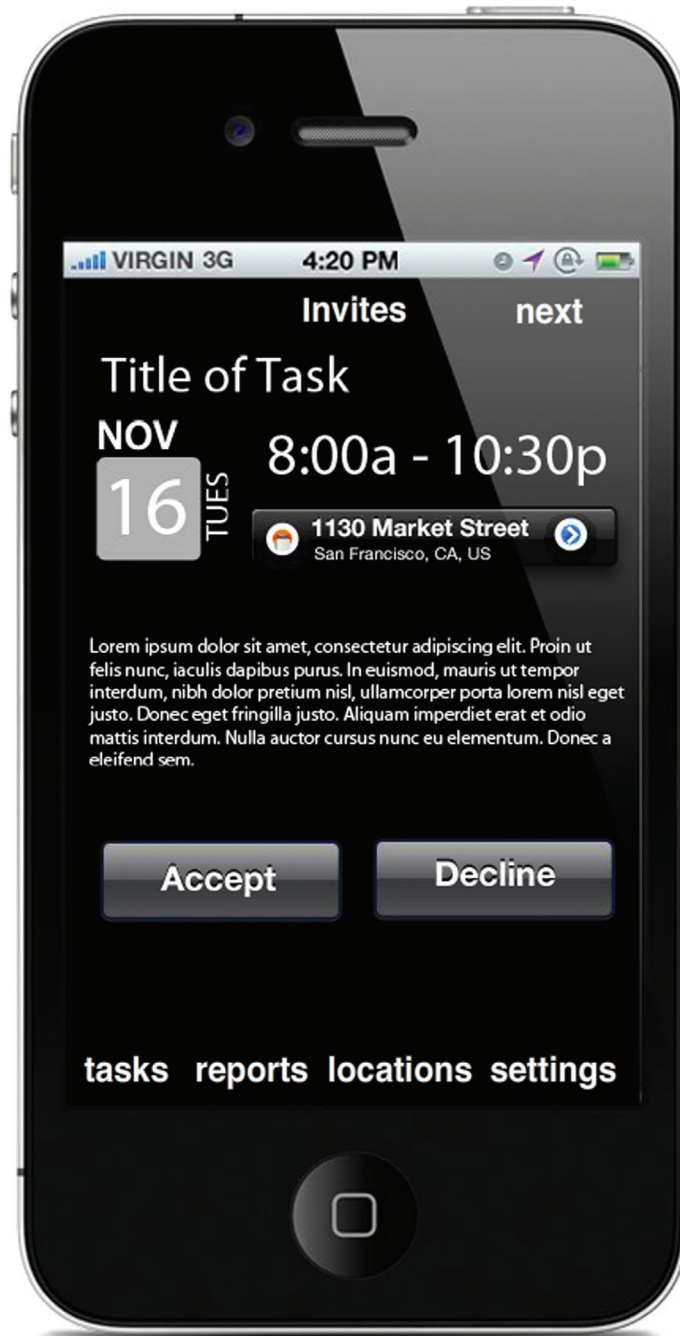 VIRGIN 3G 4:20 PM
Invites next
Title of Task
NOV
16 TUES
8:00a - 10:30p
1130 Market Street
San Francisco, CA, US
Lorem ipsum dolor sit amet, consectetur adipiscing elit. Proin ut
felis nunc, iaculis dapibus purus. In euismod, mauris ut tempor
interdum, nibh dolor pretium nisl, ullamcorper porta lorem nisl eget
justo. Donec eget fringilla justo. Aliquam imperdiet erat et odio
mattis interdum. Nulla auctor cursus nunc eu elementum. Donec a
eleifend sem.
Accept Decline
tasks reports locations settings